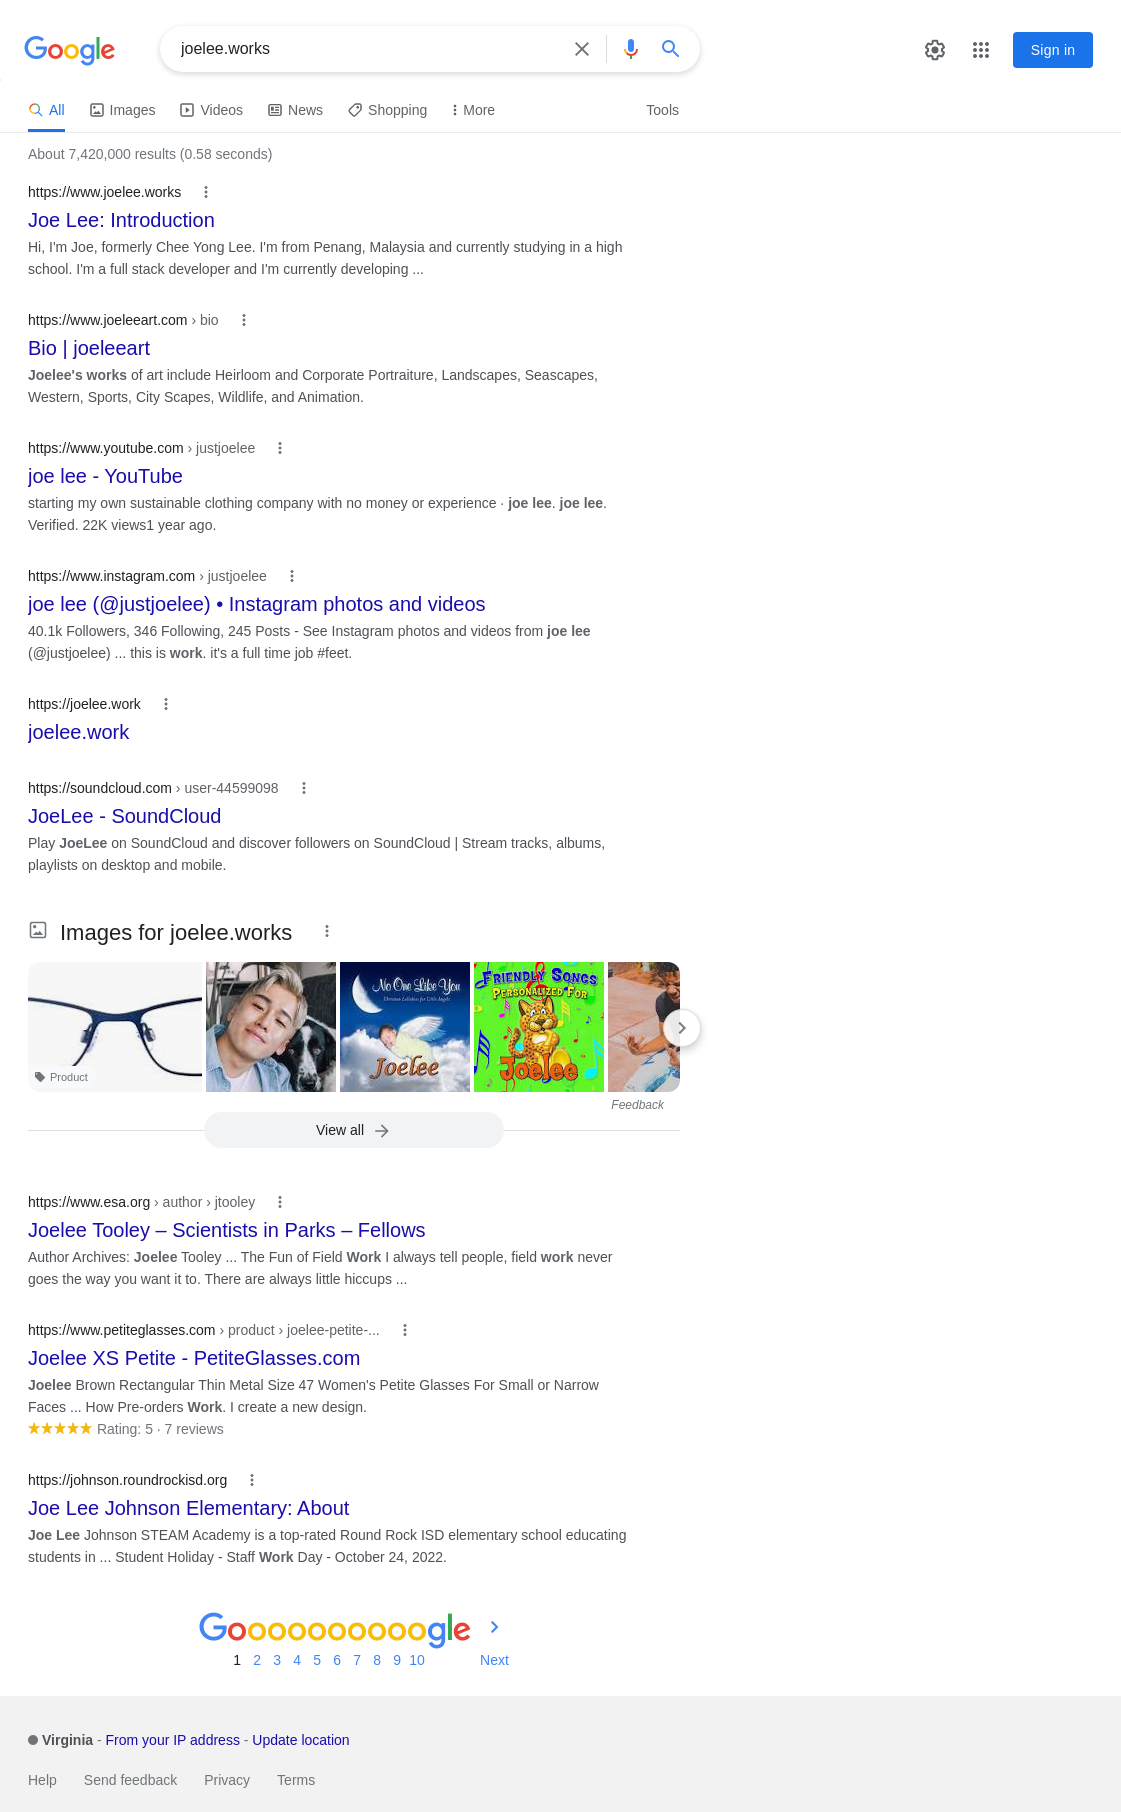 Google
joelee.works
Sign in
All
Images
Videos
News
Shopping
More
Tools
About 7,420,000 results (0.58 seconds)
https://www.joelee.works
Joe Lee: Introduction
Hi, I'm Joe, formerly Chee Yong Lee. I'm from Penang, Malaysia and currently studying in a high
school. I'm a full stack developer and I'm currently developing ...
https://www.joeleeart.com › bio
Bio | joeleeart
Joelee's works of art include Heirloom and Corporate Portraiture, Landscapes, Seascapes,
Western, Sports, City Scapes, Wildlife, and Animation.
https://www.youtube.com › justjoelee
joe lee - YouTube
starting my own sustainable clothing company with no money or experience · joe lee. joe lee.
Verified. 22K views1 year ago.
https://www.instagram.com › justjoelee
joe lee (@justjoelee) • Instagram photos and videos
40.1k Followers, 346 Following, 245 Posts - See Instagram photos and videos from joe lee
(@justjoelee) ... this is work. it's a full time job #feet.
https://joelee.work
joelee.work
https://soundcloud.com › user-44599098
JoeLee - SoundCloud
Play JoeLee on SoundCloud and discover followers on SoundCloud | Stream tracks, albums,
playlists on desktop and mobile.
Images for joelee.works
Product
No One Like You
Christian Lullabies for Little Angels
Joelee
FRIENDLY SONGS
PERSONALIZED FOR
Joelee
Feedback
View all
https://www.esa.org › author › jtooley
Joelee Tooley – Scientists in Parks – Fellows
Author Archives: Joelee Tooley ... The Fun of Field Work I always tell people, field work never
goes the way you want it to. There are always little hiccups ...
https://www.petiteglasses.com › product › joelee-petite-...
Joelee XS Petite - PetiteGlasses.com
Joelee Brown Rectangular Thin Metal Size 47 Women's Petite Glasses For Small or Narrow
Faces ... How Pre-orders Work. I create a new design.
Rating: 5 · 7 reviews
https://johnson.roundrockisd.org
Joe Lee Johnson Elementary: About
Joe Lee Johnson STEAM Academy is a top-rated Round Rock ISD elementary school educating
students in ... Student Holiday - Staff Work Day - October 24, 2022.
Goooooooooogle
1 2 3 4 5 6 7 8 9 10 Next
Virginia - From your IP address - Update location
Help Send feedback Privacy Terms